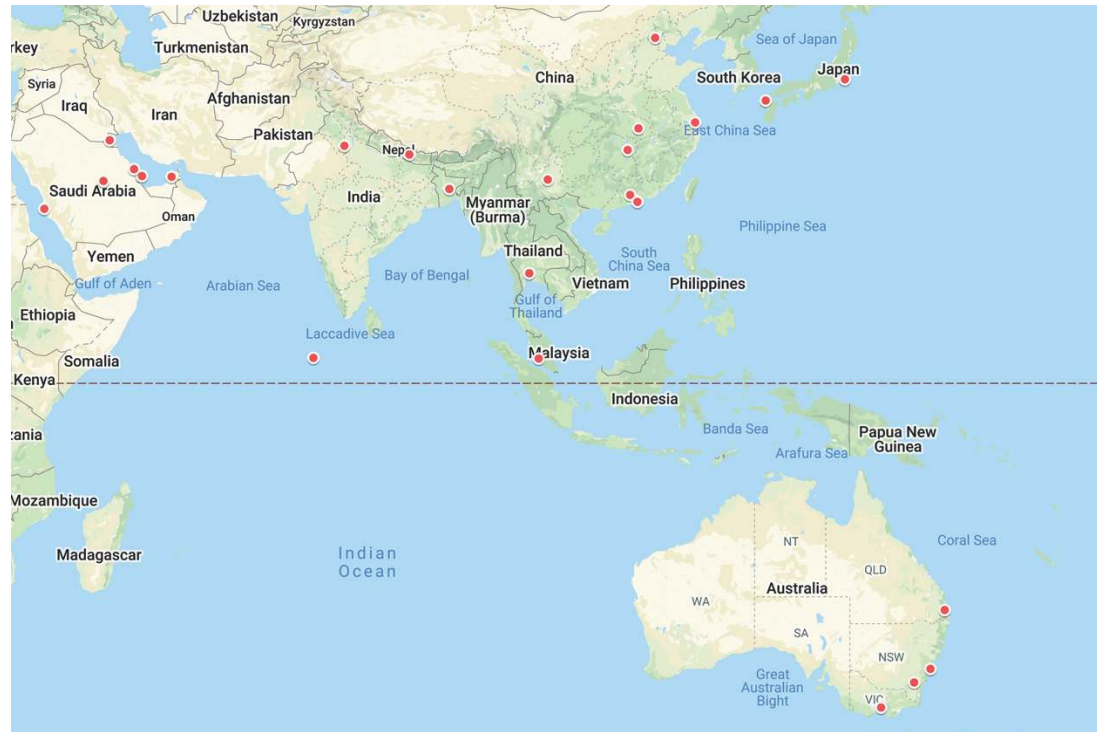 Uzbekistan
Kyrgyzstan
rkey
Turkmenistan
Sea of Japan
Syria
Iraq
Iran
Afghanistan
China
South Korea
Japan
Pakistan
Nepal
East China Sea
Saudi Arabia
India
Myanmar
(Burma)
Oman
Philippine Sea
Yemen
Thailand
South
China Sea
Gulf of Aden
Arabian Sea
Bay of Bengal
Vietnam
Philippines
Gulf of
Thailand
Ethiopia
Laccadive Sea
Somalia
Malaysia
Kenya
Indonesia
zania
Banda Sea
Papua New
Guinea
Arafura Sea
Mozambique
Madagascar
Indian
Ocean
NT
Coral Sea
QLD
Australia
WA
SA
NSW
Great
Australian
Bight
VIC